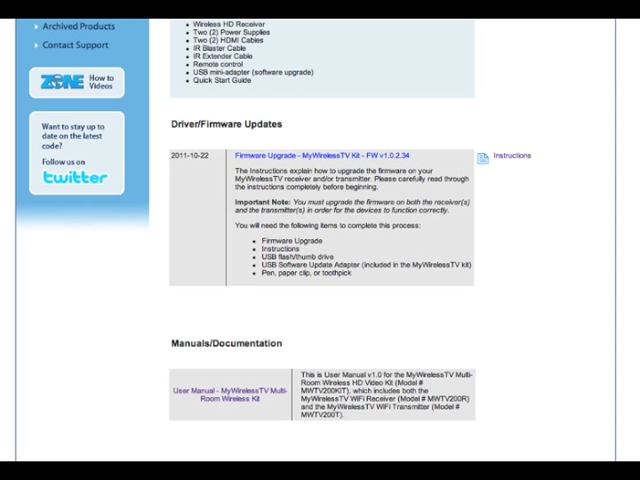 Archived Products
Contact Support
ZONE How to
Videos
Want to stay up to
date on the latest
code?
Follow us on
twitter
Wireless HD Receiver
Two (2) Power Supplies
Two (2) HDMI Cables
IR Blaster Cable
IR Extender Cable
Remote control
USB mini-adapter (software upgrade)
Quick Start Guide
Driver/Firmware Updates
2011-10-22
Firmware Upgrade - MyWirelessTV Kit - FW v1.0.2.34
Instructions
The Instructions explain how to upgrade the firmware on your
MyWirelessTV receiver and/or transmitter. Please carefully read through
the instructions completely before beginning.
Important Note: You must upgrade the firmware on both the receiver(s)
and the transmitter(s) in order for the devices to function correctly.
You will need the following items to complete this process:
Firmware Upgrade
Instructions
USB flash/thumb drive
USB Software Update Adapter (included in the MyWirelessTV kit)
Pen, paper clip, or toothpick
Manuals/Documentation
User Manual - MyWirelessTV Multi-
Room Wireless Kit
This is User Manual v1.0 for the MyWirelessTV Multi-
Room Wireless HD Video Kit (Model #
MWTV200KIT), which includes both the
MyWirelessTV WiFi Receiver (Model # MWTV200R)
and the MyWirelessTV WiFi Transmitter (Model #
MWTV200T).